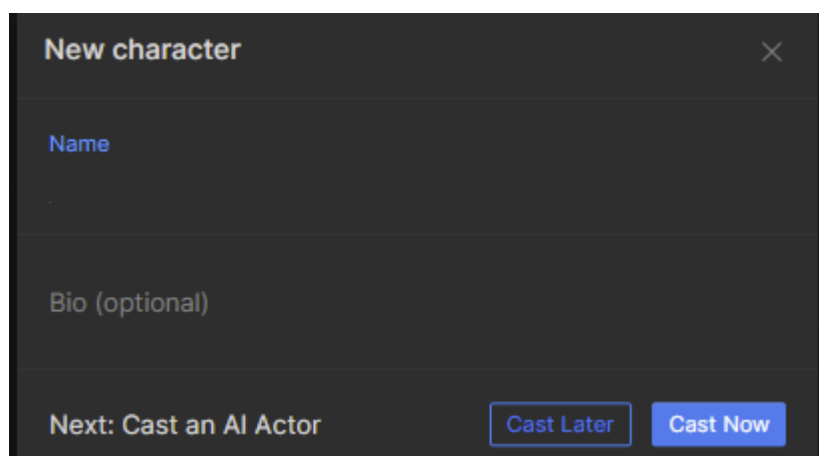 New character
Name
Bio (optional)
Next: Cast an AI Actor
Cast Later
Cast Now